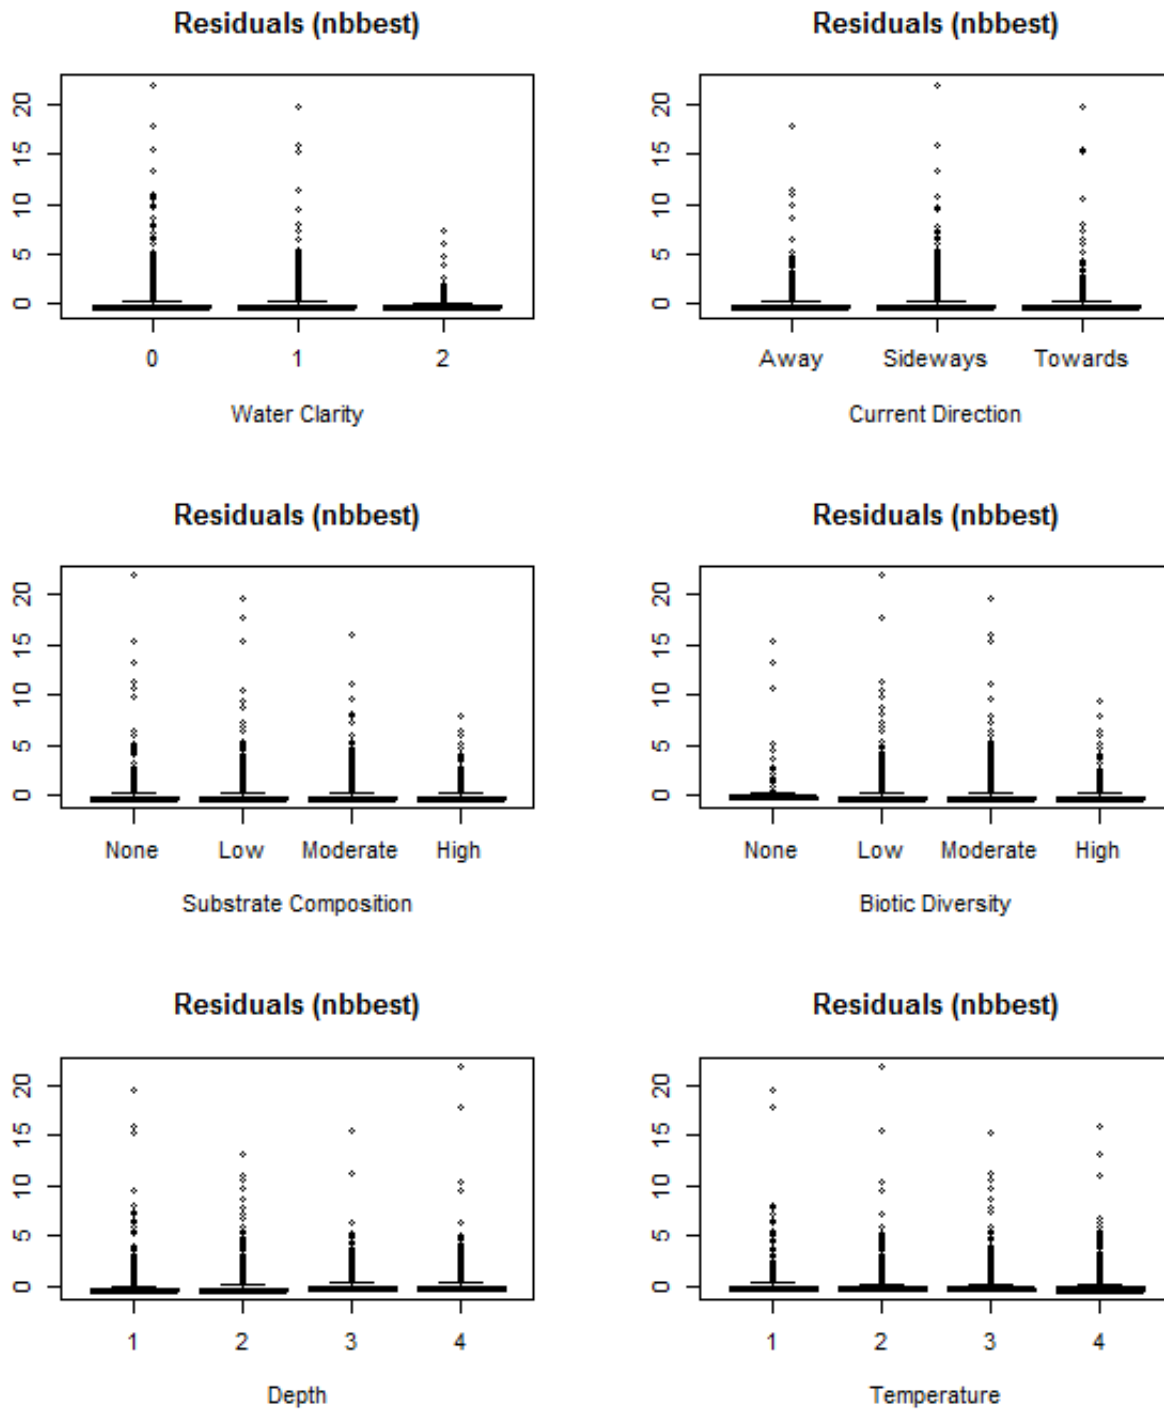 Residuals (nbbest)
20
15
10
5
0
0 1 2
Water Clarity
Residuals (nbbest)
20
15
10
5
0
Away Sideways Towards
Current Direction
Residuals (nbbest)
20
15
10
5
0
None Low Moderate High
Substrate Composition
Residuals (nbbest)
20
15
10
5
0
None Low Moderate High
Biotic Diversity
Residuals (nbbest)
20
15
10
5
0
1 2 3 4
Depth
Residuals (nbbest)
20
15
10
5
0
1 2 3 4
Temperature